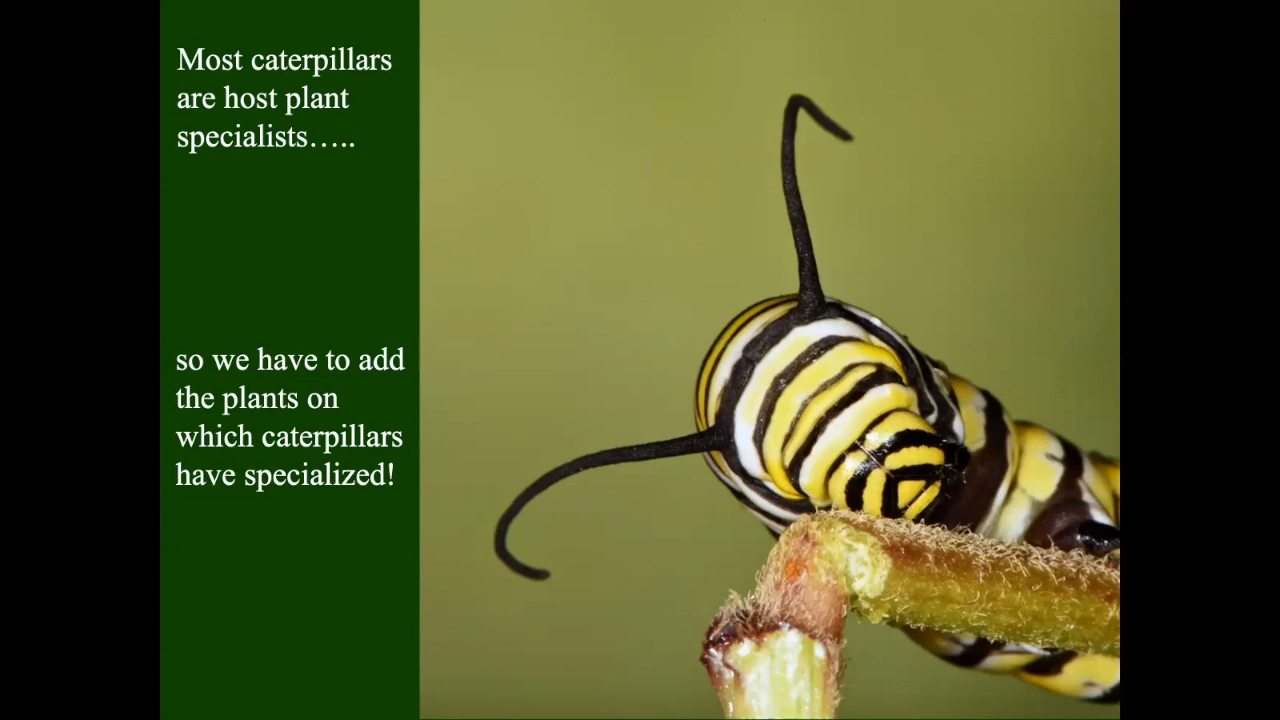 Most caterpillars
are host plant
specialists…..
so we have to add
the plants on
which caterpillars
have specialized!